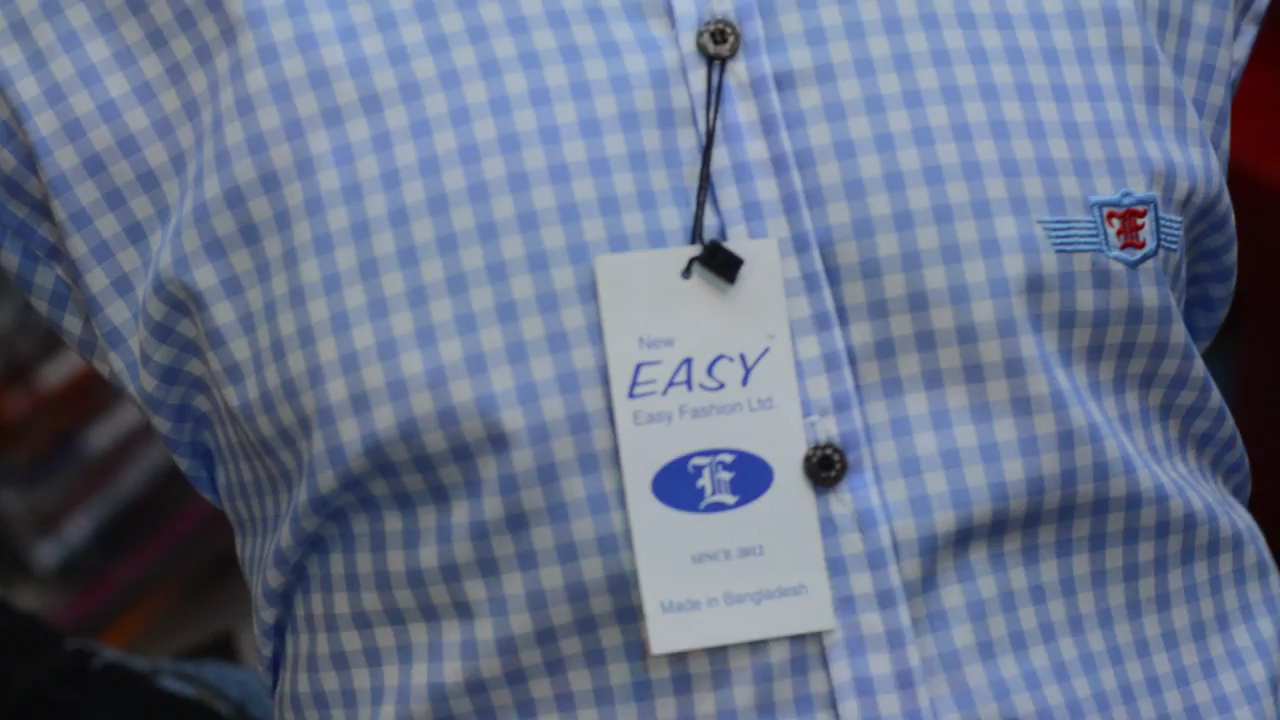 New
EASY
Easy Fashion Ltd.
E
SINCE 2012
Made in Bangladesh
E